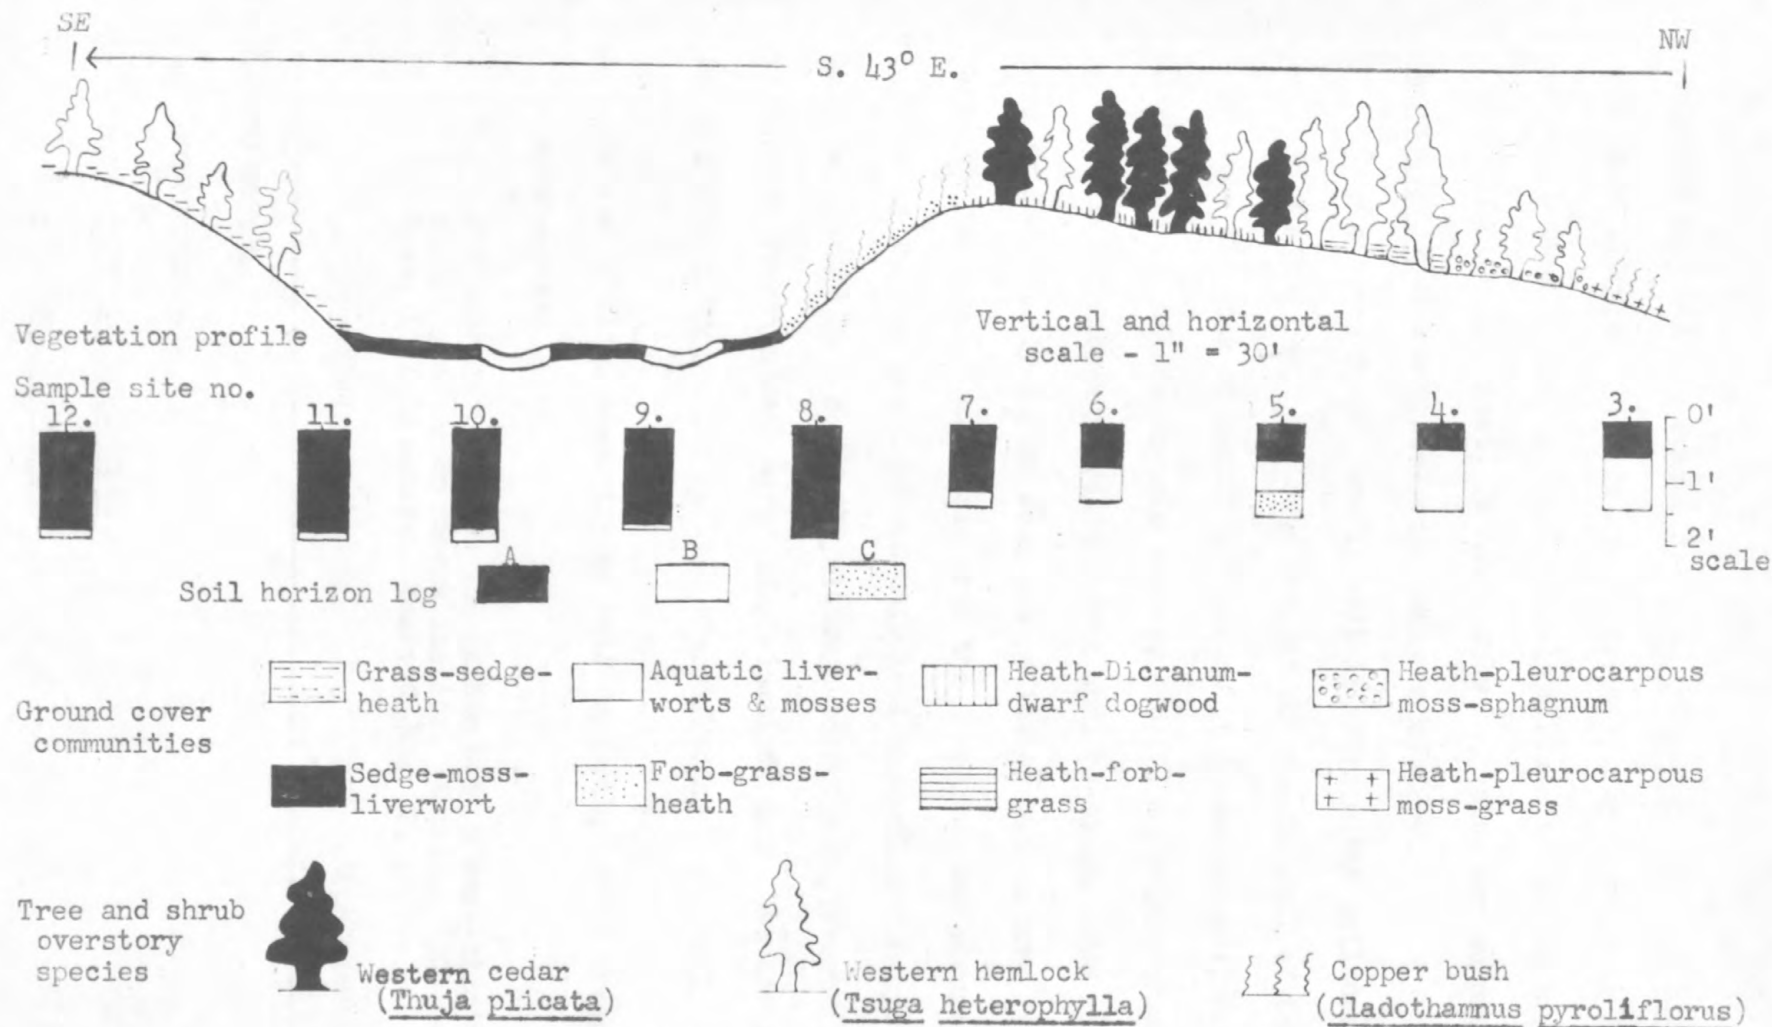 SE
NW
S. 43° E.
Vegetation profile
Vertical and horizontal
scale - 1" = 30'
Sample site no.
12. 11. 10. 9. 8. 7. 6. 5. 4. 3.
0'
1'
2'
scale
Soil horizon log
A B C
Ground cover
communities
Grass-sedge-
heath
Aquatic liver-
worts & mosses
Heath-Dicranum-
dwarf dogwood
Heath-pleurocarpous
moss-sphagnum
Sedge-moss-
liverwort
Forb-grass-
heath
Heath-forb-
grass
Heath-pleurocarpous
moss-grass
Tree and shrub
overstory
species
Western cedar
(Thuja plicata)
Western hemlock
(Tsuga heterophylla)
Copper bush
(Cladothamnus pyroliflorus)